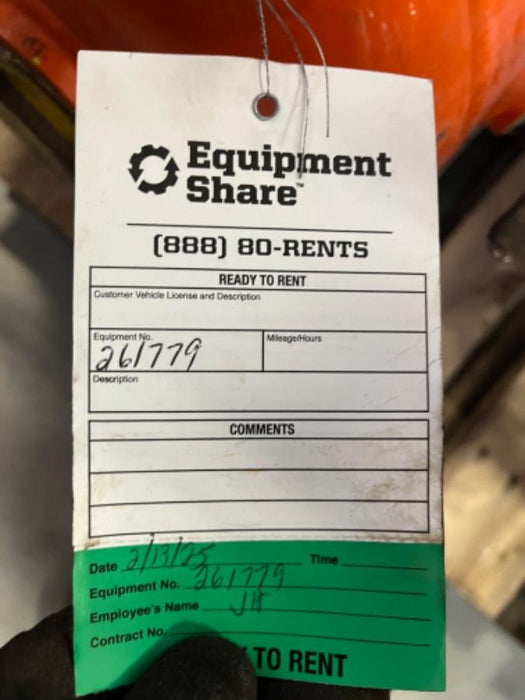 Equipment
Share™
(888) 80-RENTS
READY TO RENT
Customer Vehicle License and Description
Equipment No. Mileage/Hours
261779
Description
COMMENTS
Date 2/13/25 Time
Equipment No. 261779
Employee's Name JH
Contract No.
TO RENT